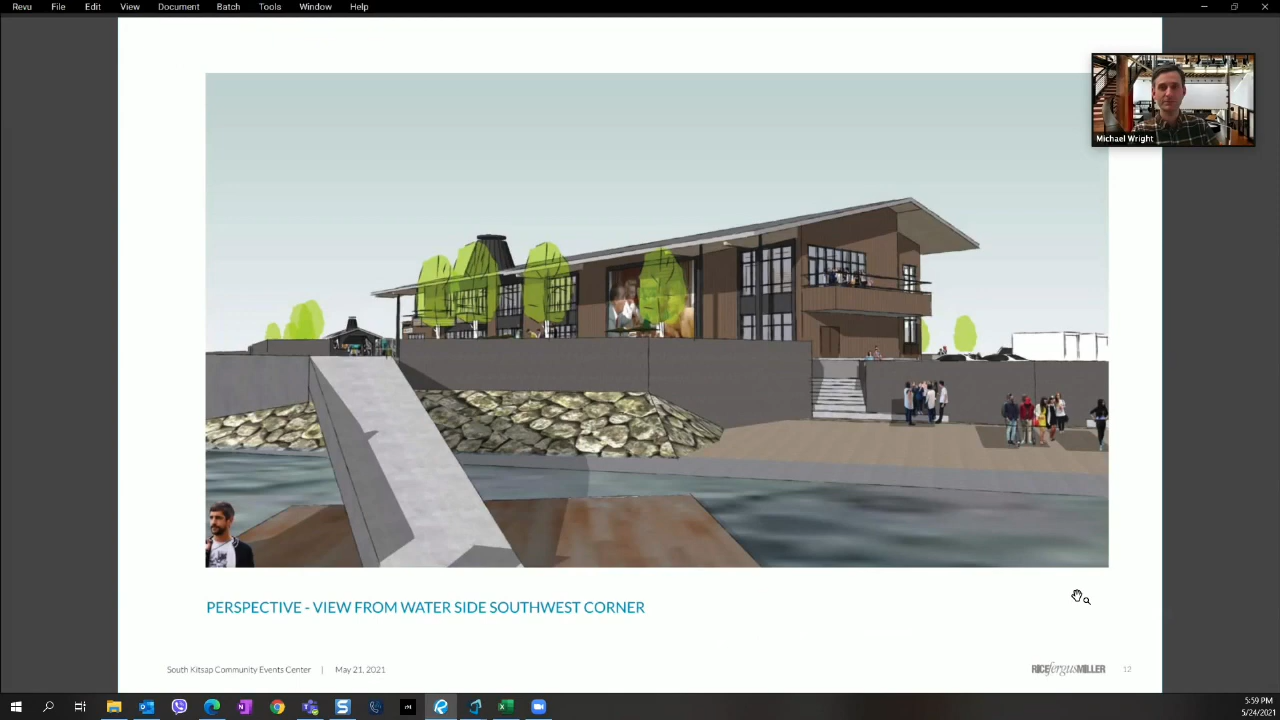 Revu File Edit View Document Batch Tools Window Help
Michael Wright
PERSPECTIVE - VIEW FROM WATER SIDE SOUTHWEST CORNER
South Kitsap Community Events Center | May 21, 2021
RICEfergusMILLER 12
5:59 PM
5/24/2021